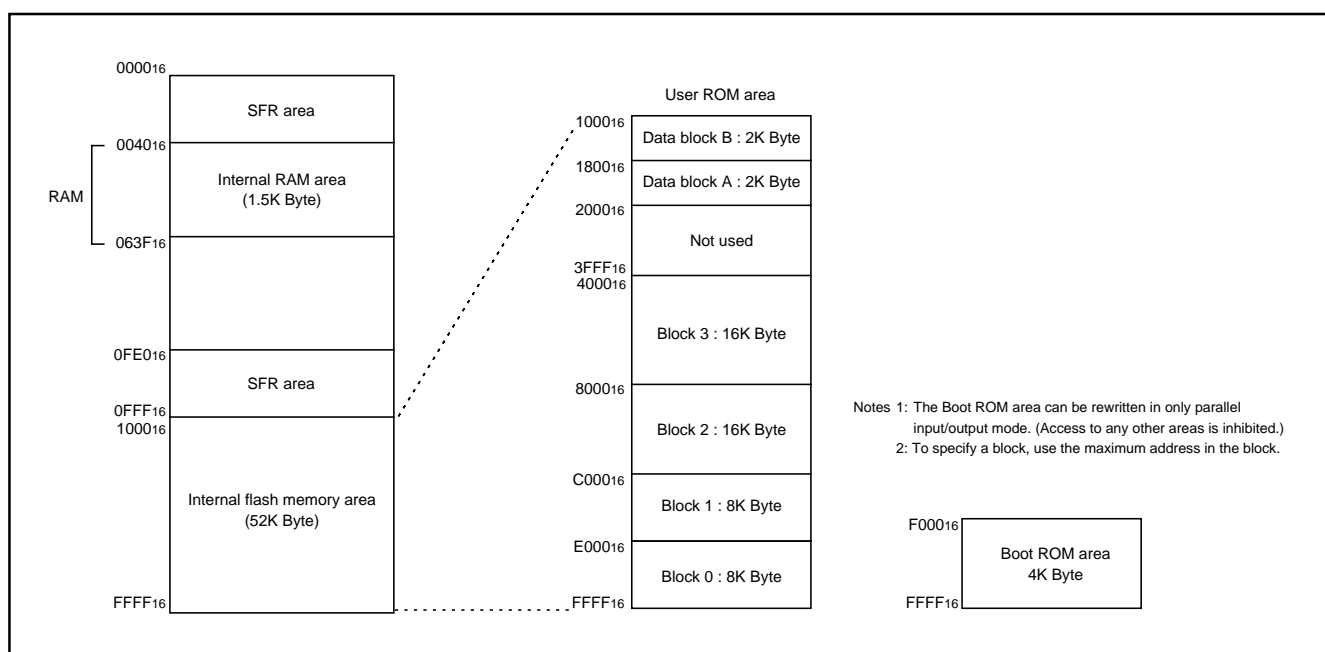 0000₁₆
SFR area
0040₁₆
RAM
Internal RAM area
(1.5K Byte)
063F₁₆
0FE0₁₆
SFR area
0FFF₁₆
1000₁₆
Internal flash memory area
(52K Byte)
FFFF₁₆
User ROM area
1000₁₆
Data block B : 2K Byte
1800₁₆
Data block A : 2K Byte
2000₁₆
Not used
3FFF₁₆
4000₁₆
Block 3 : 16K Byte
8000₁₆
Block 2 : 16K Byte
C000₁₆
Block 1 : 8K Byte
E000₁₆
Block 0 : 8K Byte
FFFF₁₆
Notes 1: The Boot ROM area can be rewritten in only parallel
input/output mode. (Access to any other areas is inhibited.)
2: To specify a block, use the maximum address in the block.
F000₁₆
Boot ROM area
4K Byte
FFFF₁₆